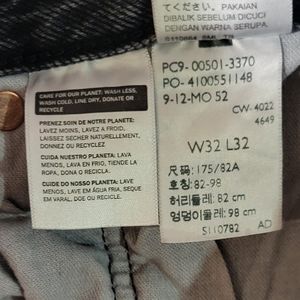 てください。PAKAIAN
DIBALIK SEBELUM DICUCI
DENGAN WARNA SERUPA.
CARE FOR OUR PLANET: WASH LESS,
WASH COLD, LINE DRY, DONATE OR
RECYCLE
PRENEZ SOIN DE NOTRE PLANÈTE:
LAVEZ MOINS, LAVEZ A FROID,
LAISSEZ SÉCHER NATURELLEMENT,
DONNEZ OU RECYCLEZ
CUIDA NUESTRO PLANETA: LAVA
MENOS, LAVA EN FRIO, TIENDE LA
ROPA, DONA O RECICLA.
CUIDE DO NOSSO PLANETA: LAVE
MENOS, LAVE EM ÁGUA FRIA, SEQUE
EM VARAL, DOE OU RECICLE.
PC9-00501-3370
PO-4100551148
9-12-MO 52
CW-4022
4649
W32 L32
尺码: 175/82A
호칭: 82-98
허리둘레: 82 cm
엉덩이둘레: 98 cm
S110782 AD